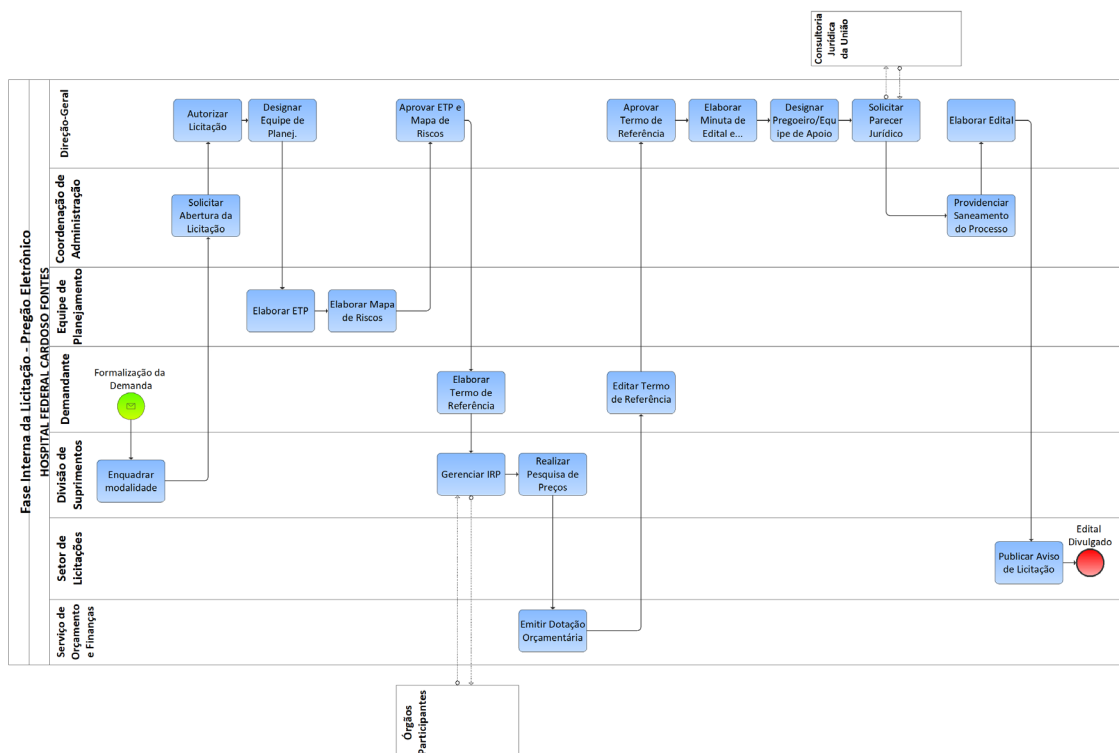 Consultoria
Jurídica
da União
Fase Interna da Licitação - Pregão Eletrônico
HOSPITAL FEDERAL CARDOSO FONTES
Direção-Geral
Autorizar
Licitação
Designar
Equipe de
Planej.
Aprovar ETP e
Mapa de
Riscos
Aprovar
Termo de
Referência
Elaborar
Minuta de
Edital e...
Designar
Pregoeiro/Equ
ipe de Apoio
Solicitar
Parecer
Jurídico
Elaborar Edital
Coordenação de
Administração
Solicitar
Abertura da
Licitação
Providenciar
Saneamento
do Processo
Equipe de
Planejamento
Elaborar ETP
Elaborar Mapa
de Riscos
Demandante
Formalização da
Demanda
Elaborar
Termo de
Referência
Editar Termo
de Referência
Divisão de
Suprimentos
Enquadrar
modalidade
Gerenciar IRP
Realizar
Pesquisa de
Preços
Setor de
Licitações
Publicar Aviso
de Licitação
Edital
Divulgado
Serviço de
Orçamento
e Finanças
Emitir Dotação
Orçamentária
Órgãos
Participantes